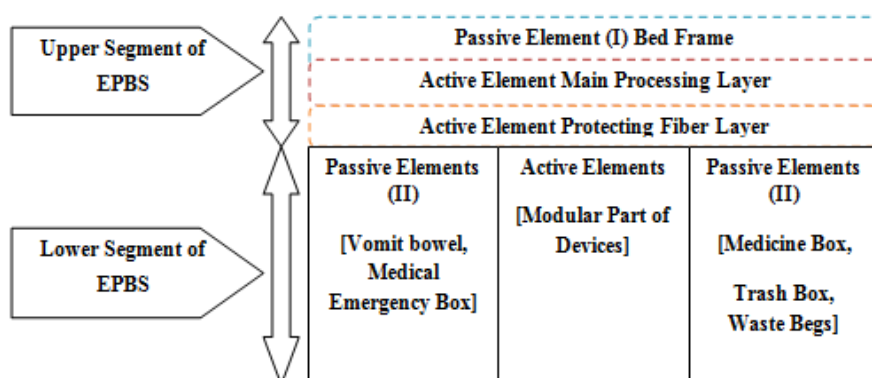 Upper Segment of
EPBS
Passive Element (I) Bed Frame
Active Element Main Processing Layer
Active Element Protecting Fiber Layer
Lower Segment of
EPBS
Passive Elements
(II)
[Vomit bowel,
Medical
Emergency Box]
Active Elements
[Modular Part of
Devices]
Passive Elements
(II)
[Medicine Box,
Trash Box,
Waste Begs]